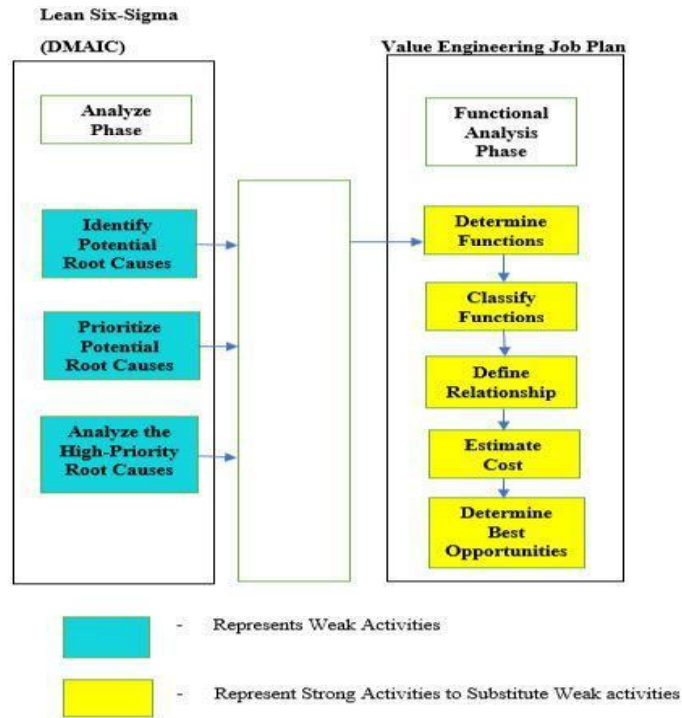 Lean Six-Sigma
(DMAIC)
Analyze
Phase
Identify
Potential
Root Causes
Prioritize
Potential
Root Causes
Analyze the
High-Priority
Root Causes
Value Engineering Job Plan
Functional
Analysis
Phase
Determine
Functions
Classify
Functions
Define
Relationship
Estimate
Cost
Determine
Best
Opportunities
- Represents Weak Activities
- Represent Strong Activities to Substitute Weak activities